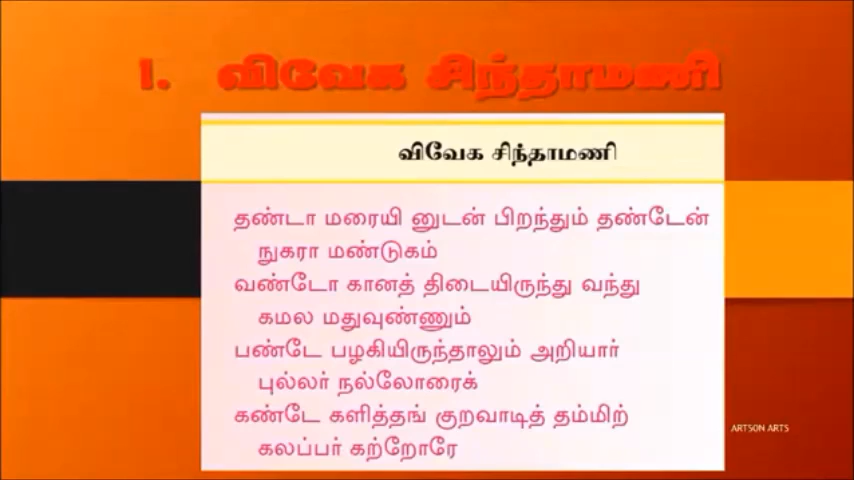 1. விவேக சிந்தாமணி
விவேக சிந்தாமணி
தண்டா மரையி னுடன் பிறந்தும் தண்டேன்
நுகரா மண்டுகம்
வண்டோ கானத் திடையிருந்து வந்து
கமல மதுவுண்ணும்
பண்டே பழகியிருந்தாலும் அறியார்
புல்லர் நல்லோரைக்
கண்டே களித்தங் குறவாடித் தம்மிற்
கலப்பர் கற்றோரே
ARTSON ARTS